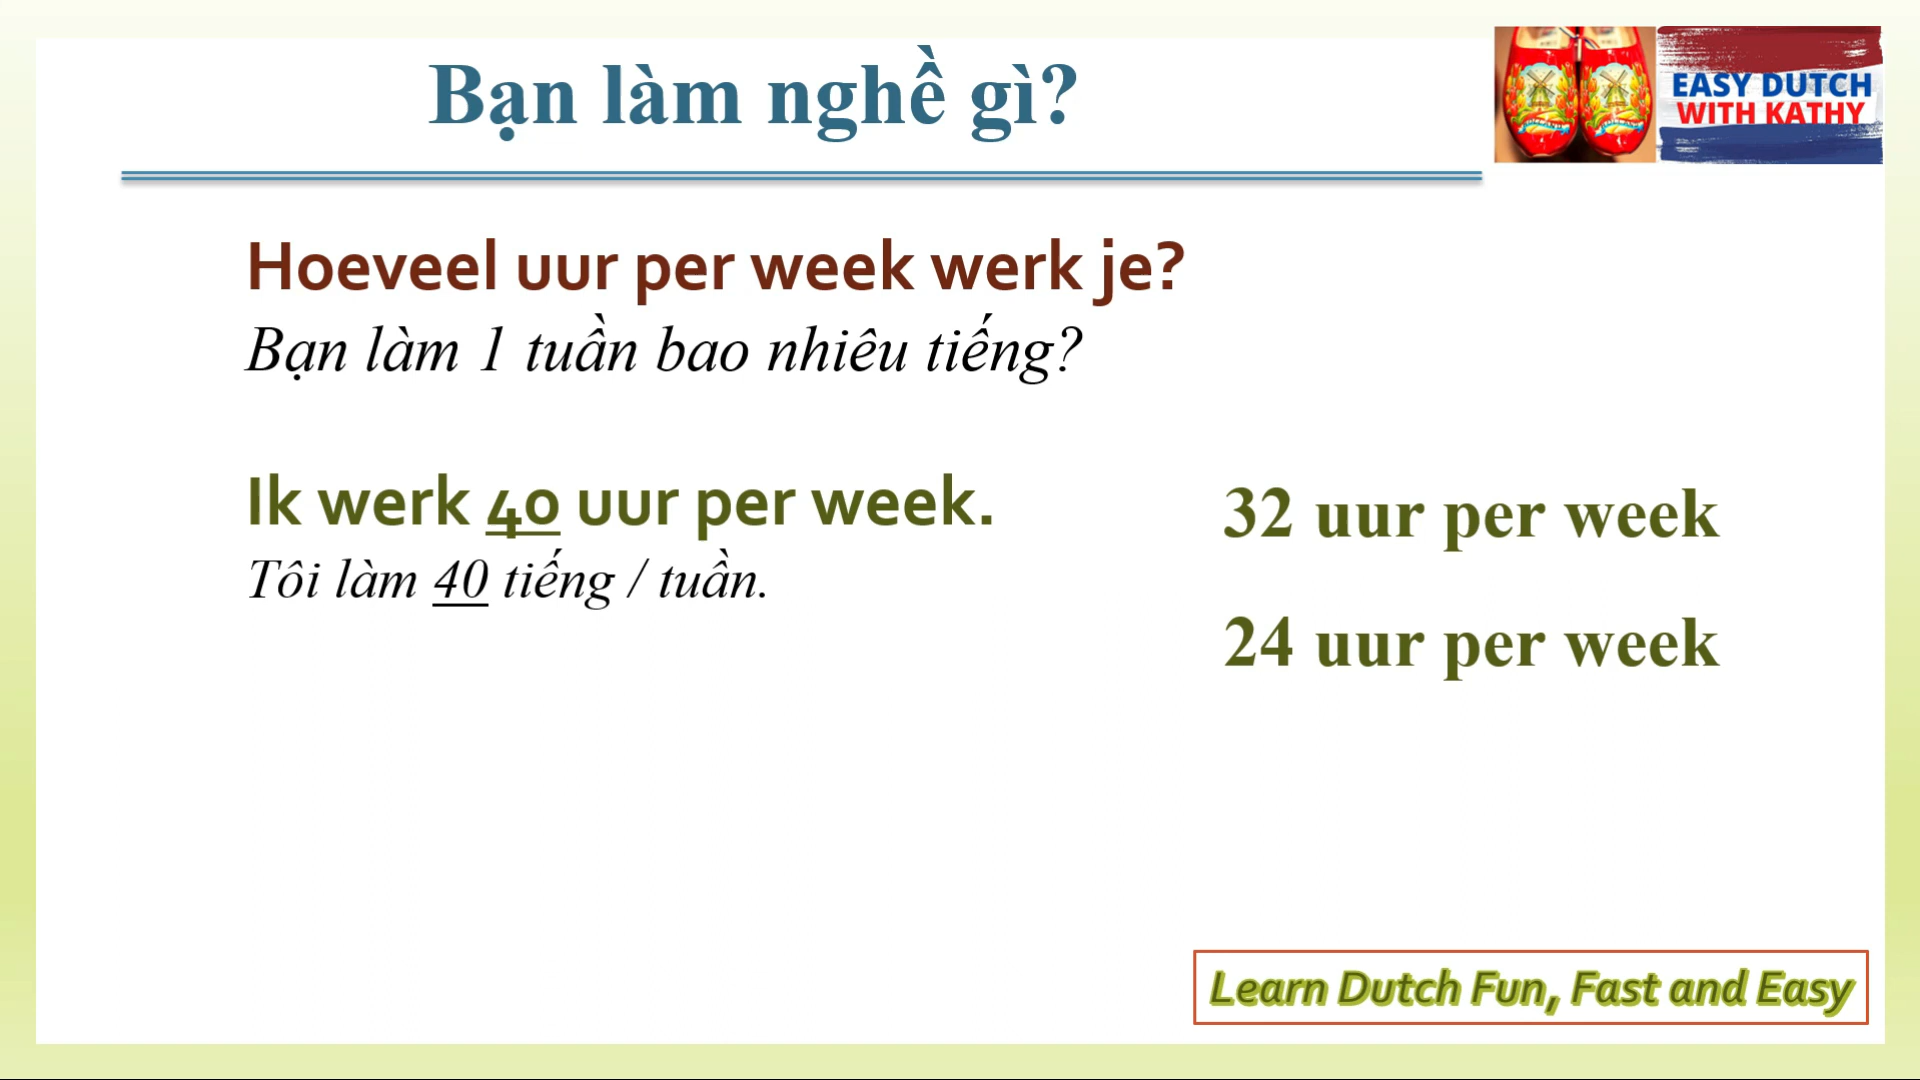 Bạn làm nghề gì?
EASY DUTCH
WITH KATHY
Hoeveel uur per week werk je?
Bạn làm 1 tuần bao nhiêu tiếng?
Ik werk 40 uur per week.
Tôi làm 40 tiếng / tuần.
32 uur per week
24 uur per week
Learn Dutch Fun, Fast and Easy